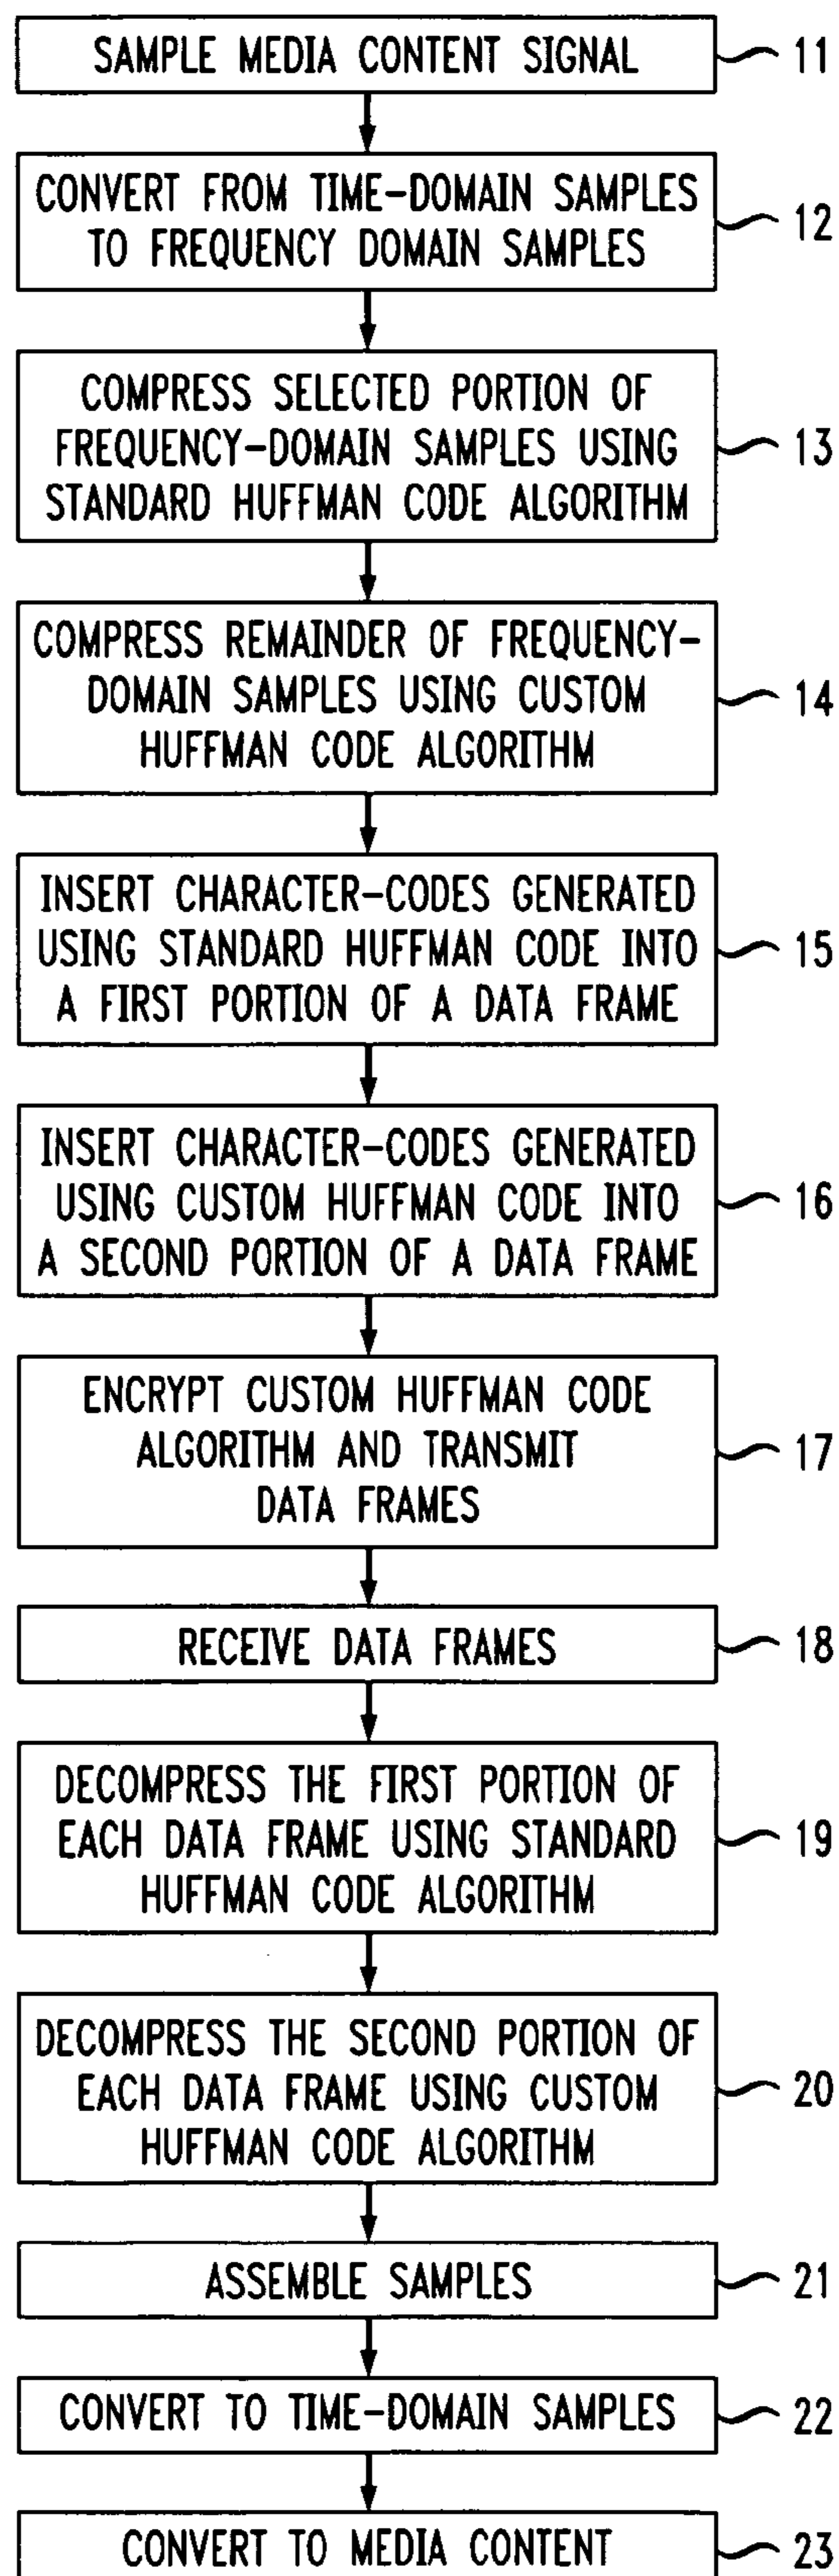 SAMPLE MEDIA CONTENT SIGNAL
11
CONVERT FROM TIME-DOMAIN SAMPLES
TO FREQUENCY DOMAIN SAMPLES
12
COMPRESS SELECTED PORTION OF
FREQUENCY-DOMAIN SAMPLES USING
STANDARD HUFFMAN CODE ALGORITHM
13
COMPRESS REMAINDER OF FREQUENCY-
DOMAIN SAMPLES USING CUSTOM
HUFFMAN CODE ALGORITHM
14
INSERT CHARACTER-CODES GENERATED
USING STANDARD HUFFMAN CODE INTO
A FIRST PORTION OF A DATA FRAME
15
INSERT CHARACTER-CODES GENERATED
USING CUSTOM HUFFMAN CODE INTO
A SECOND PORTION OF A DATA FRAME
16
ENCRYPT CUSTOM HUFFMAN CODE
ALGORITHM AND TRANSMIT
DATA FRAMES
17
RECEIVE DATA FRAMES
18
DECOMPRESS THE FIRST PORTION OF
EACH DATA FRAME USING STANDARD
HUFFMAN CODE ALGORITHM
19
DECOMPRESS THE SECOND PORTION OF
EACH DATA FRAME USING CUSTOM
HUFFMAN CODE ALGORITHM
20
ASSEMBLE SAMPLES
21
CONVERT TO TIME-DOMAIN SAMPLES
22
CONVERT TO MEDIA CONTENT
23